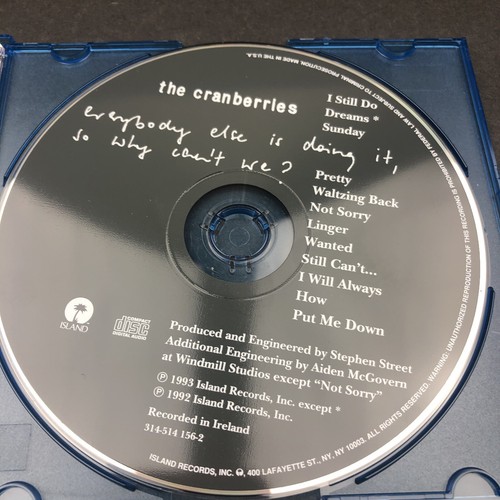 the cranberries
everybody else is doing it,
so why can't we?
I Still Do
Dreams *
Sunday
Pretty
Waltzing Back
Not Sorry
Linger
Wanted
Still Can't...
I Will Always
How
Put Me Down
ISLAND
COMPACT
disc
DIGITAL AUDIO
Produced and Engineered by Stephen Street
Additional Engineering by Aiden McGovern
at Windmill Studios except "Not Sorry"
℗ 1993 Island Records, Inc. except *
℗ 1992 Island Records, Inc.
Recorded in Ireland
314-514 156-2
ISLAND RECORDS, INC. 400 LAFAYETTE ST., NY, NY 10003. ALL RIGHTS RESERVED. WARNING: UNAUTHORIZED REPRODUCTION OF THIS RECORDING IS PROHIBITED BY FEDERAL LAW AND SUBJECT TO CRIMINAL PROSECUTION. MADE IN THE U.S.A.